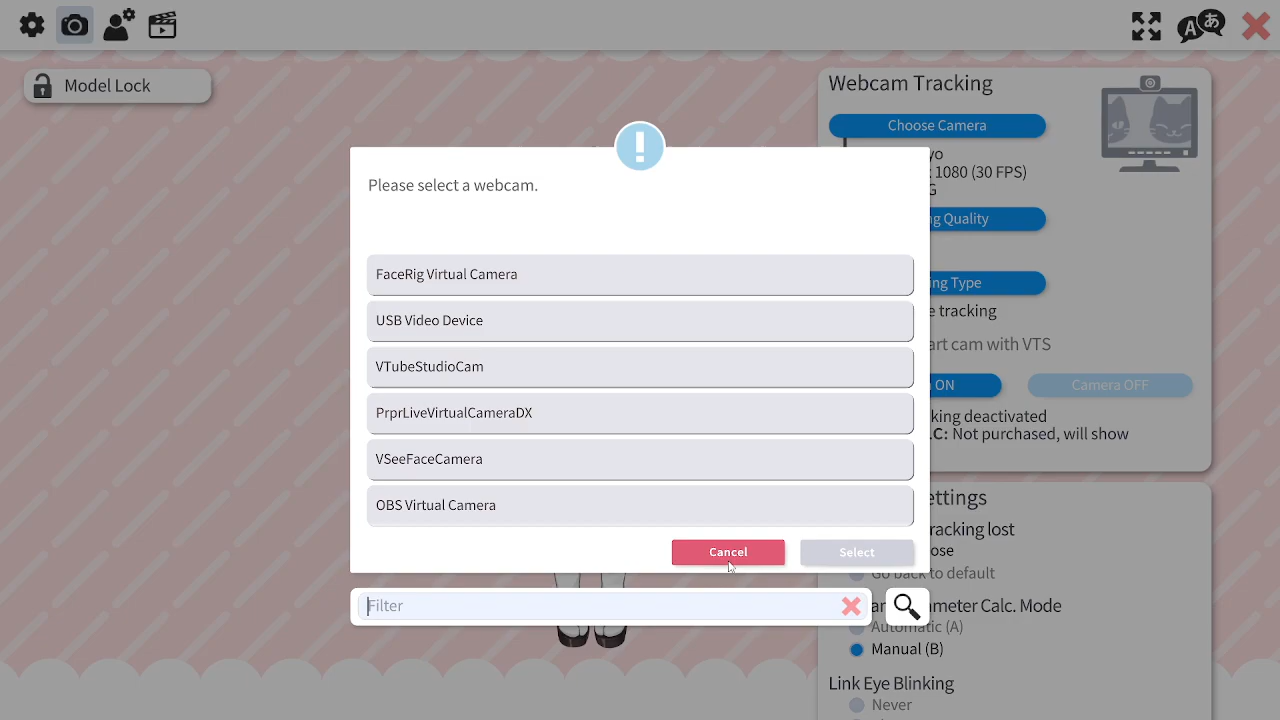 Model Lock
Webcam Tracking
Choose Camera
yo
1080 (30 FPS)
G
Quality
Type
tracking
art cam with VTS
ON
Camera OFF
king deactivated
.C: Not purchased, will show
Please select a webcam.
FaceRig Virtual Camera
USB Video Device
VTubeStudioCam
PrprLiveVirtualCameraDX
VSeeFaceCamera
OBS Virtual Camera
Cancel
Select
Filter
ettings
racking lost
ose
Go back to default
ameter Calc. Mode
Automatic (A)
Manual (B)
Link Eye Blinking
Never
A あ